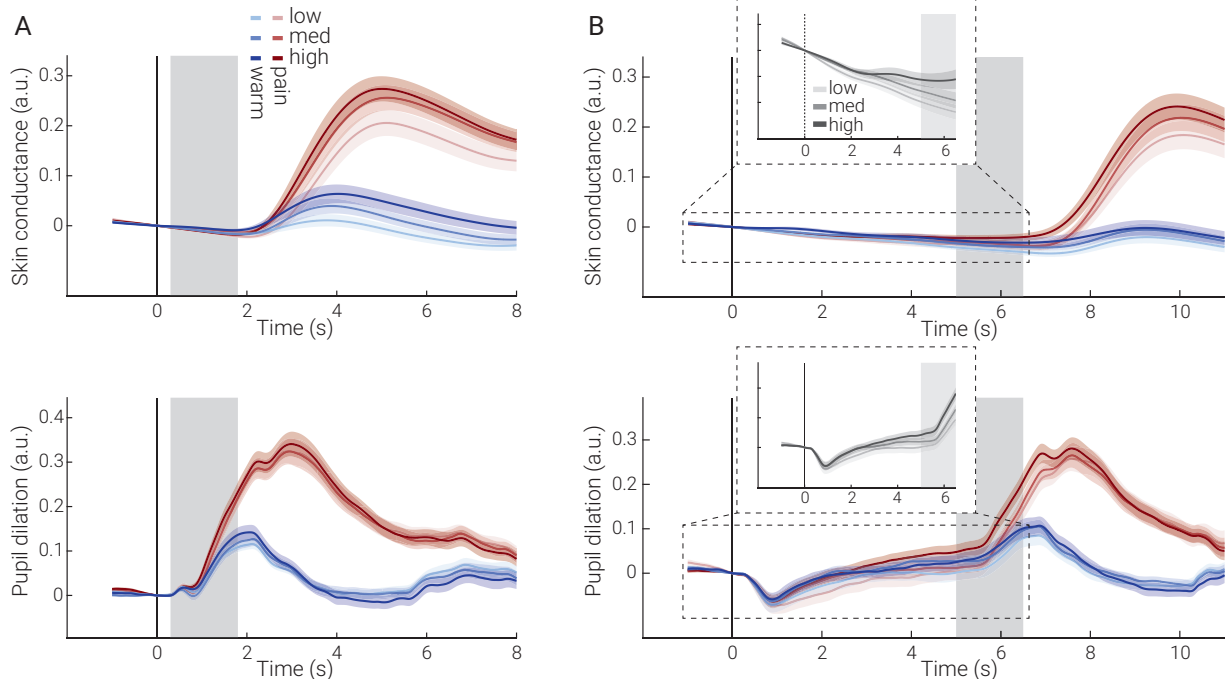 A
low
med
high
pain
warm
Skin conductance (a.u.)
0.3
0.2
0.1
0
0 2 4 6 8
Time (s)
B
low
med
high
0 2 4 6
Skin conductance (a.u.)
0.3
0.2
0.1
0
0 2 4 6 8 10
Time (s)
Pupil dilation (a.u.)
0.4
0.3
0.2
0.1
0
0 2 4 6 8
Time (s)
0 2 4 6
Pupil dilation (a.u.)
0.3
0.2
0.1
0
0 2 4 6 8 10
Time (s)